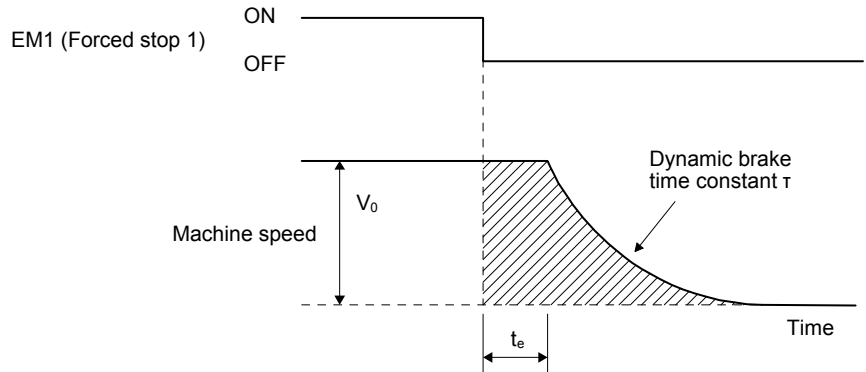 ON
EM1 (Forced stop 1)
OFF
Dynamic brake
time constant τ
V₀
Machine speed
Time
tₑ